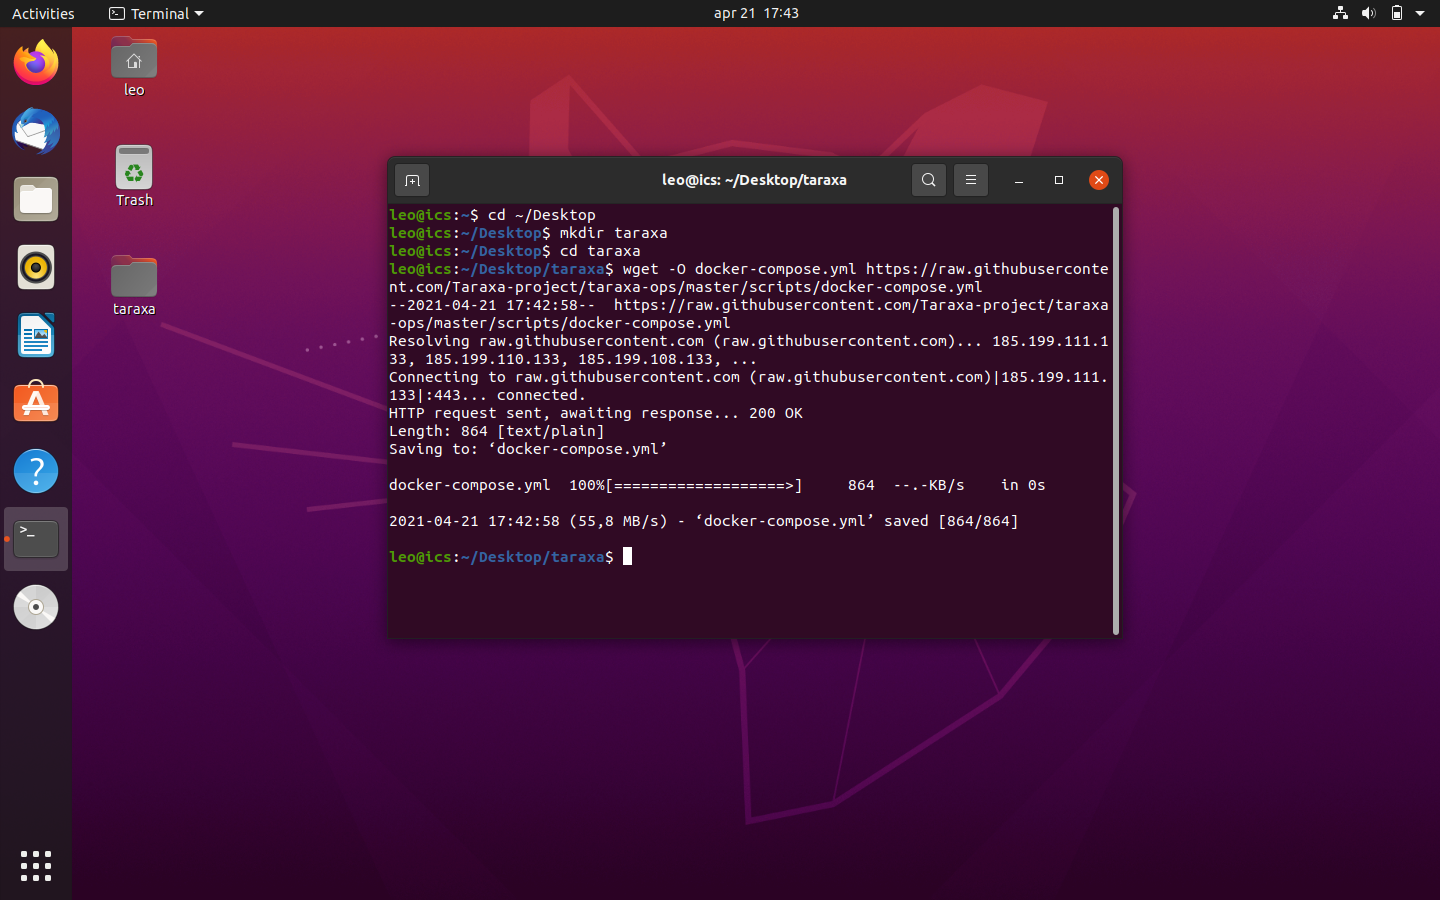 Activities
Terminal
apr 21 17:43
leo
Trash
taraxa
leo@ics: ~/Desktop/taraxa
leo@ics:~$ cd ~/Desktop
leo@ics:~/Desktop$ mkdir taraxa
leo@ics:~/Desktop$ cd taraxa
leo@ics:~/Desktop/taraxa$ wget -O docker-compose.yml https://raw.githubuserconte
nt.com/Taraxa-project/taraxa-ops/master/scripts/docker-compose.yml
--2021-04-21 17:42:58--  https://raw.githubusercontent.com/Taraxa-project/taraxa
-ops/master/scripts/docker-compose.yml
Resolving raw.githubusercontent.com (raw.githubusercontent.com)... 185.199.111.1
33, 185.199.110.133, 185.199.108.133, ...
Connecting to raw.githubusercontent.com (raw.githubusercontent.com)|185.199.111.
133|:443... connected.
HTTP request sent, awaiting response... 200 OK
Length: 864 [text/plain]
Saving to: ‘docker-compose.yml’
docker-compose.yml  100%[===================>]     864  --.-KB/s    in 0s
2021-04-21 17:42:58 (55,8 MB/s) - ‘docker-compose.yml’ saved [864/864]
leo@ics:~/Desktop/taraxa$